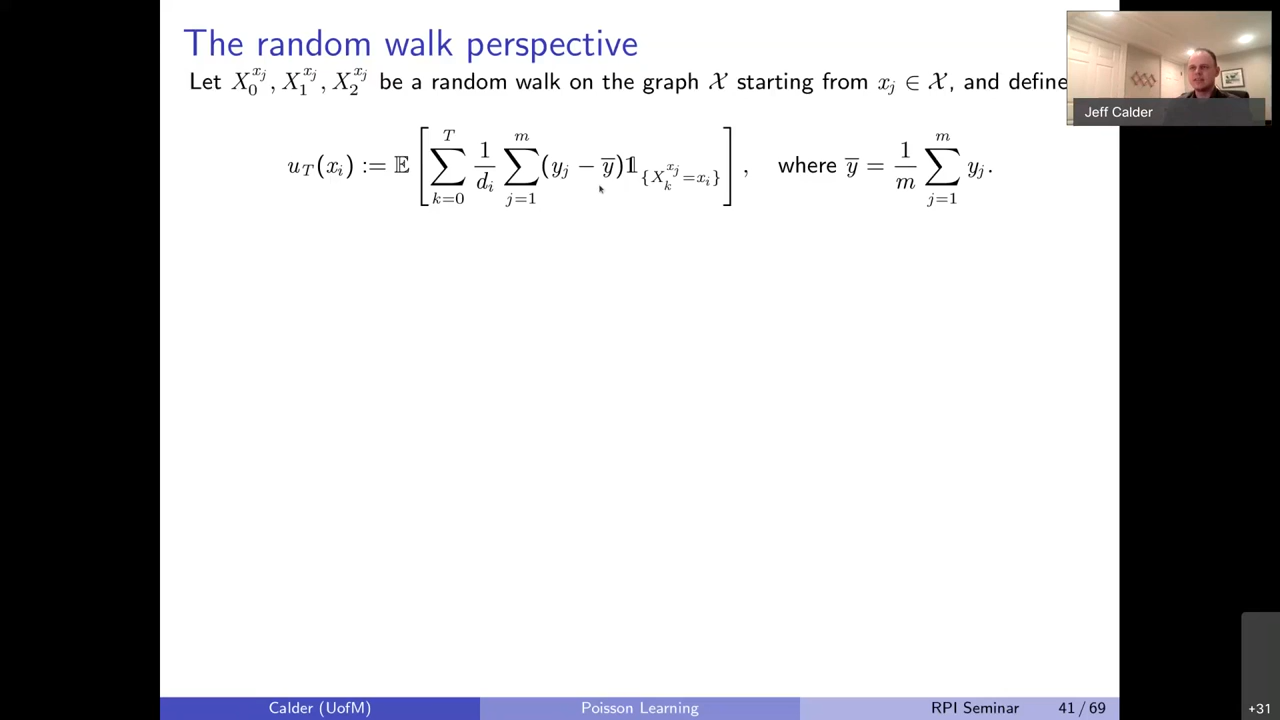 The random walk perspective
Let X_0^{x_j}, X_1^{x_j}, X_2^{x_j} be a random walk on the graph 𝒳 starting from x_j ∈ 𝒳, and define
u_T(x_i) := 𝔼[∑_{k=0}^{T} 1/d_i ∑_{j=1}^{m} (y_j − y̅)𝟙_{{X_k^{x_j}=x_i}}], where y̅ = 1/m ∑_{j=1}^{m} y_j.
Jeff Calder
Calder (UofM) Poisson Learning RPI Seminar 41 / 69
+31